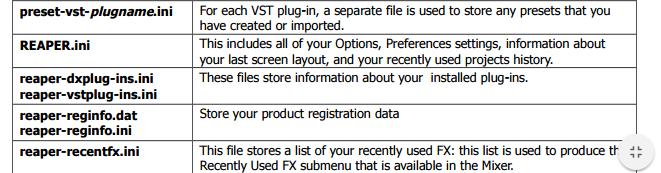 preset-vst-plugname.ini
For each VST plug-in, a separate file is used to store any presets that you
have created or imported.
REAPER.ini
This includes all of your Options, Preferences settings, information about
your last screen layout, and your recently used projects history.
reaper-dxplug-ins.ini
reaper-vstplug-ins.ini
These files store information about your installed plug-ins.
reaper-reginfo.dat
reaper-reginfo.ini
Store your product registration data
reaper-recentfx.ini
This file stores a list of your recently used FX: this list is used to produce
Recently Used FX submenu that is available in the Mixer.